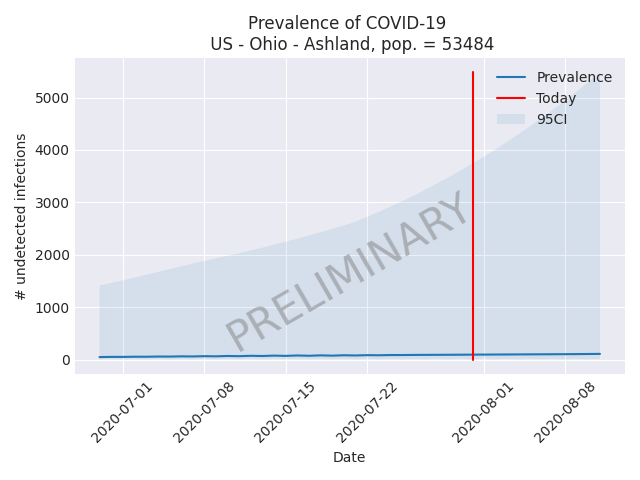 Prevalence of COVID-19
US - Ohio - Ashland, pop. = 53484
Prevalence
Today
95CI
5000
4000
3000
2000
1000
0
# undetected infections
PRELIMINARY
2020-07-01
2020-07-08
2020-07-15
2020-07-22
2020-08-01
2020-08-08
Date